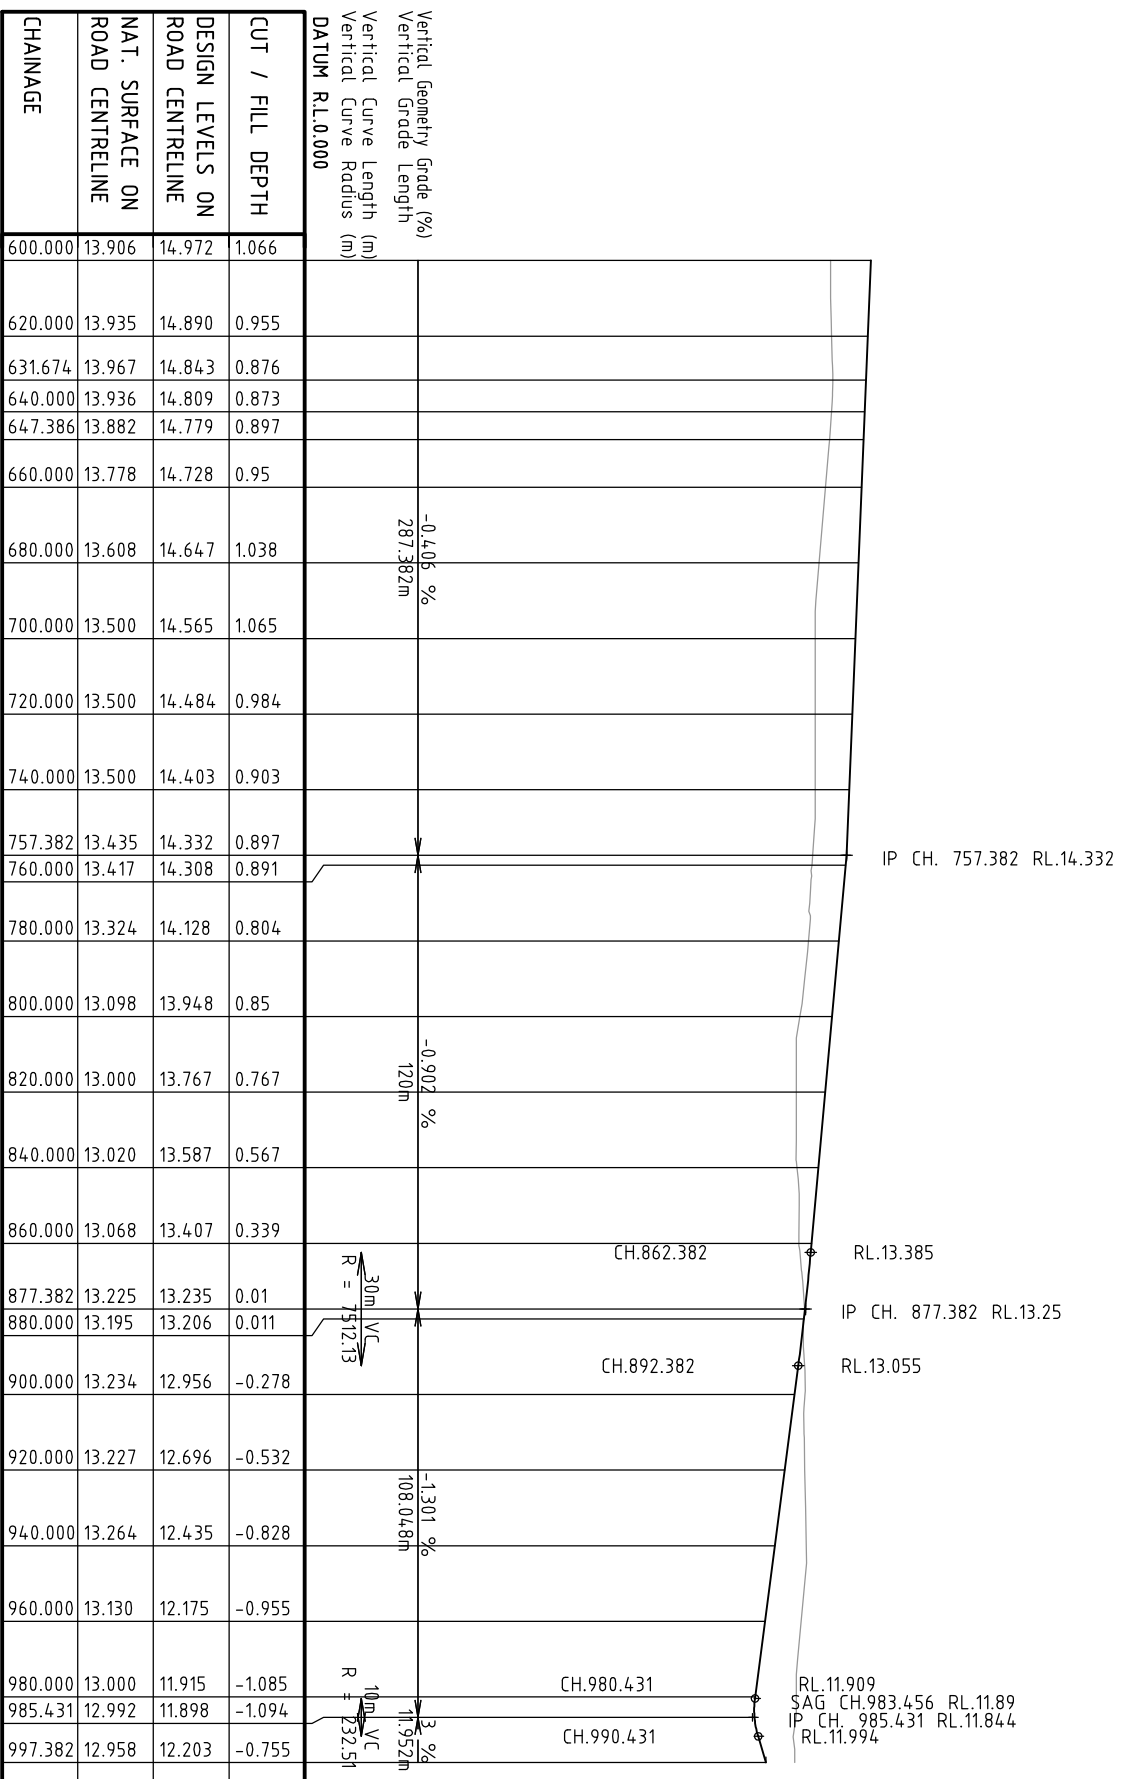 Vertical Geometry Grade (%)
Vertical Grade Length
Vertical Curve Length (m)
Vertical Curve Radius (m)
DATUM R.L.0.000
CUT / FILL DEPTH
DESIGN LEVELS ON
ROAD CENTRELINE
NAT. SURFACE ON
ROAD CENTRELINE
CHAINAGE
600.000 13.906 14.972 1.066
620.000 13.935 14.890 0.955
631.674 13.967 14.843 0.876
640.000 13.936 14.809 0.873
647.386 13.882 14.779 0.897
660.000 13.778 14.728 0.95
680.000 13.608 14.647 1.038
700.000 13.500 14.565 1.065
720.000 13.500 14.484 0.984
740.000 13.500 14.403 0.903
757.382 13.435 14.332 0.897
760.000 13.417 14.308 0.891
780.000 13.324 14.128 0.804
800.000 13.098 13.948 0.85
820.000 13.000 13.767 0.767
840.000 13.020 13.587 0.567
860.000 13.068 13.407 0.339
877.382 13.225 13.235 0.01
880.000 13.195 13.206 0.011
900.000 13.234 12.956 -0.278
920.000 13.227 12.696 -0.532
940.000 13.264 12.435 -0.828
960.000 13.130 12.175 -0.955
980.000 13.000 11.915 -1.085
985.431 12.992 11.898 -1.094
997.382 12.958 12.203 -0.755
-0.406 %
287.382m
-0.902 %
120m
-1.301 %
108.048m
3 %
11.952m
30m VC
R = 7512.13
10m VC
R = 232.51
IP CH. 757.382 RL.14.332
CH.862.382 RL.13.385
IP CH. 877.382 RL.13.25
CH.892.382 RL.13.055
CH.980.431 RL.11.909
SAG CH.983.456 RL.11.89
IP CH. 985.431 RL.11.844
CH.990.431 RL.11.994